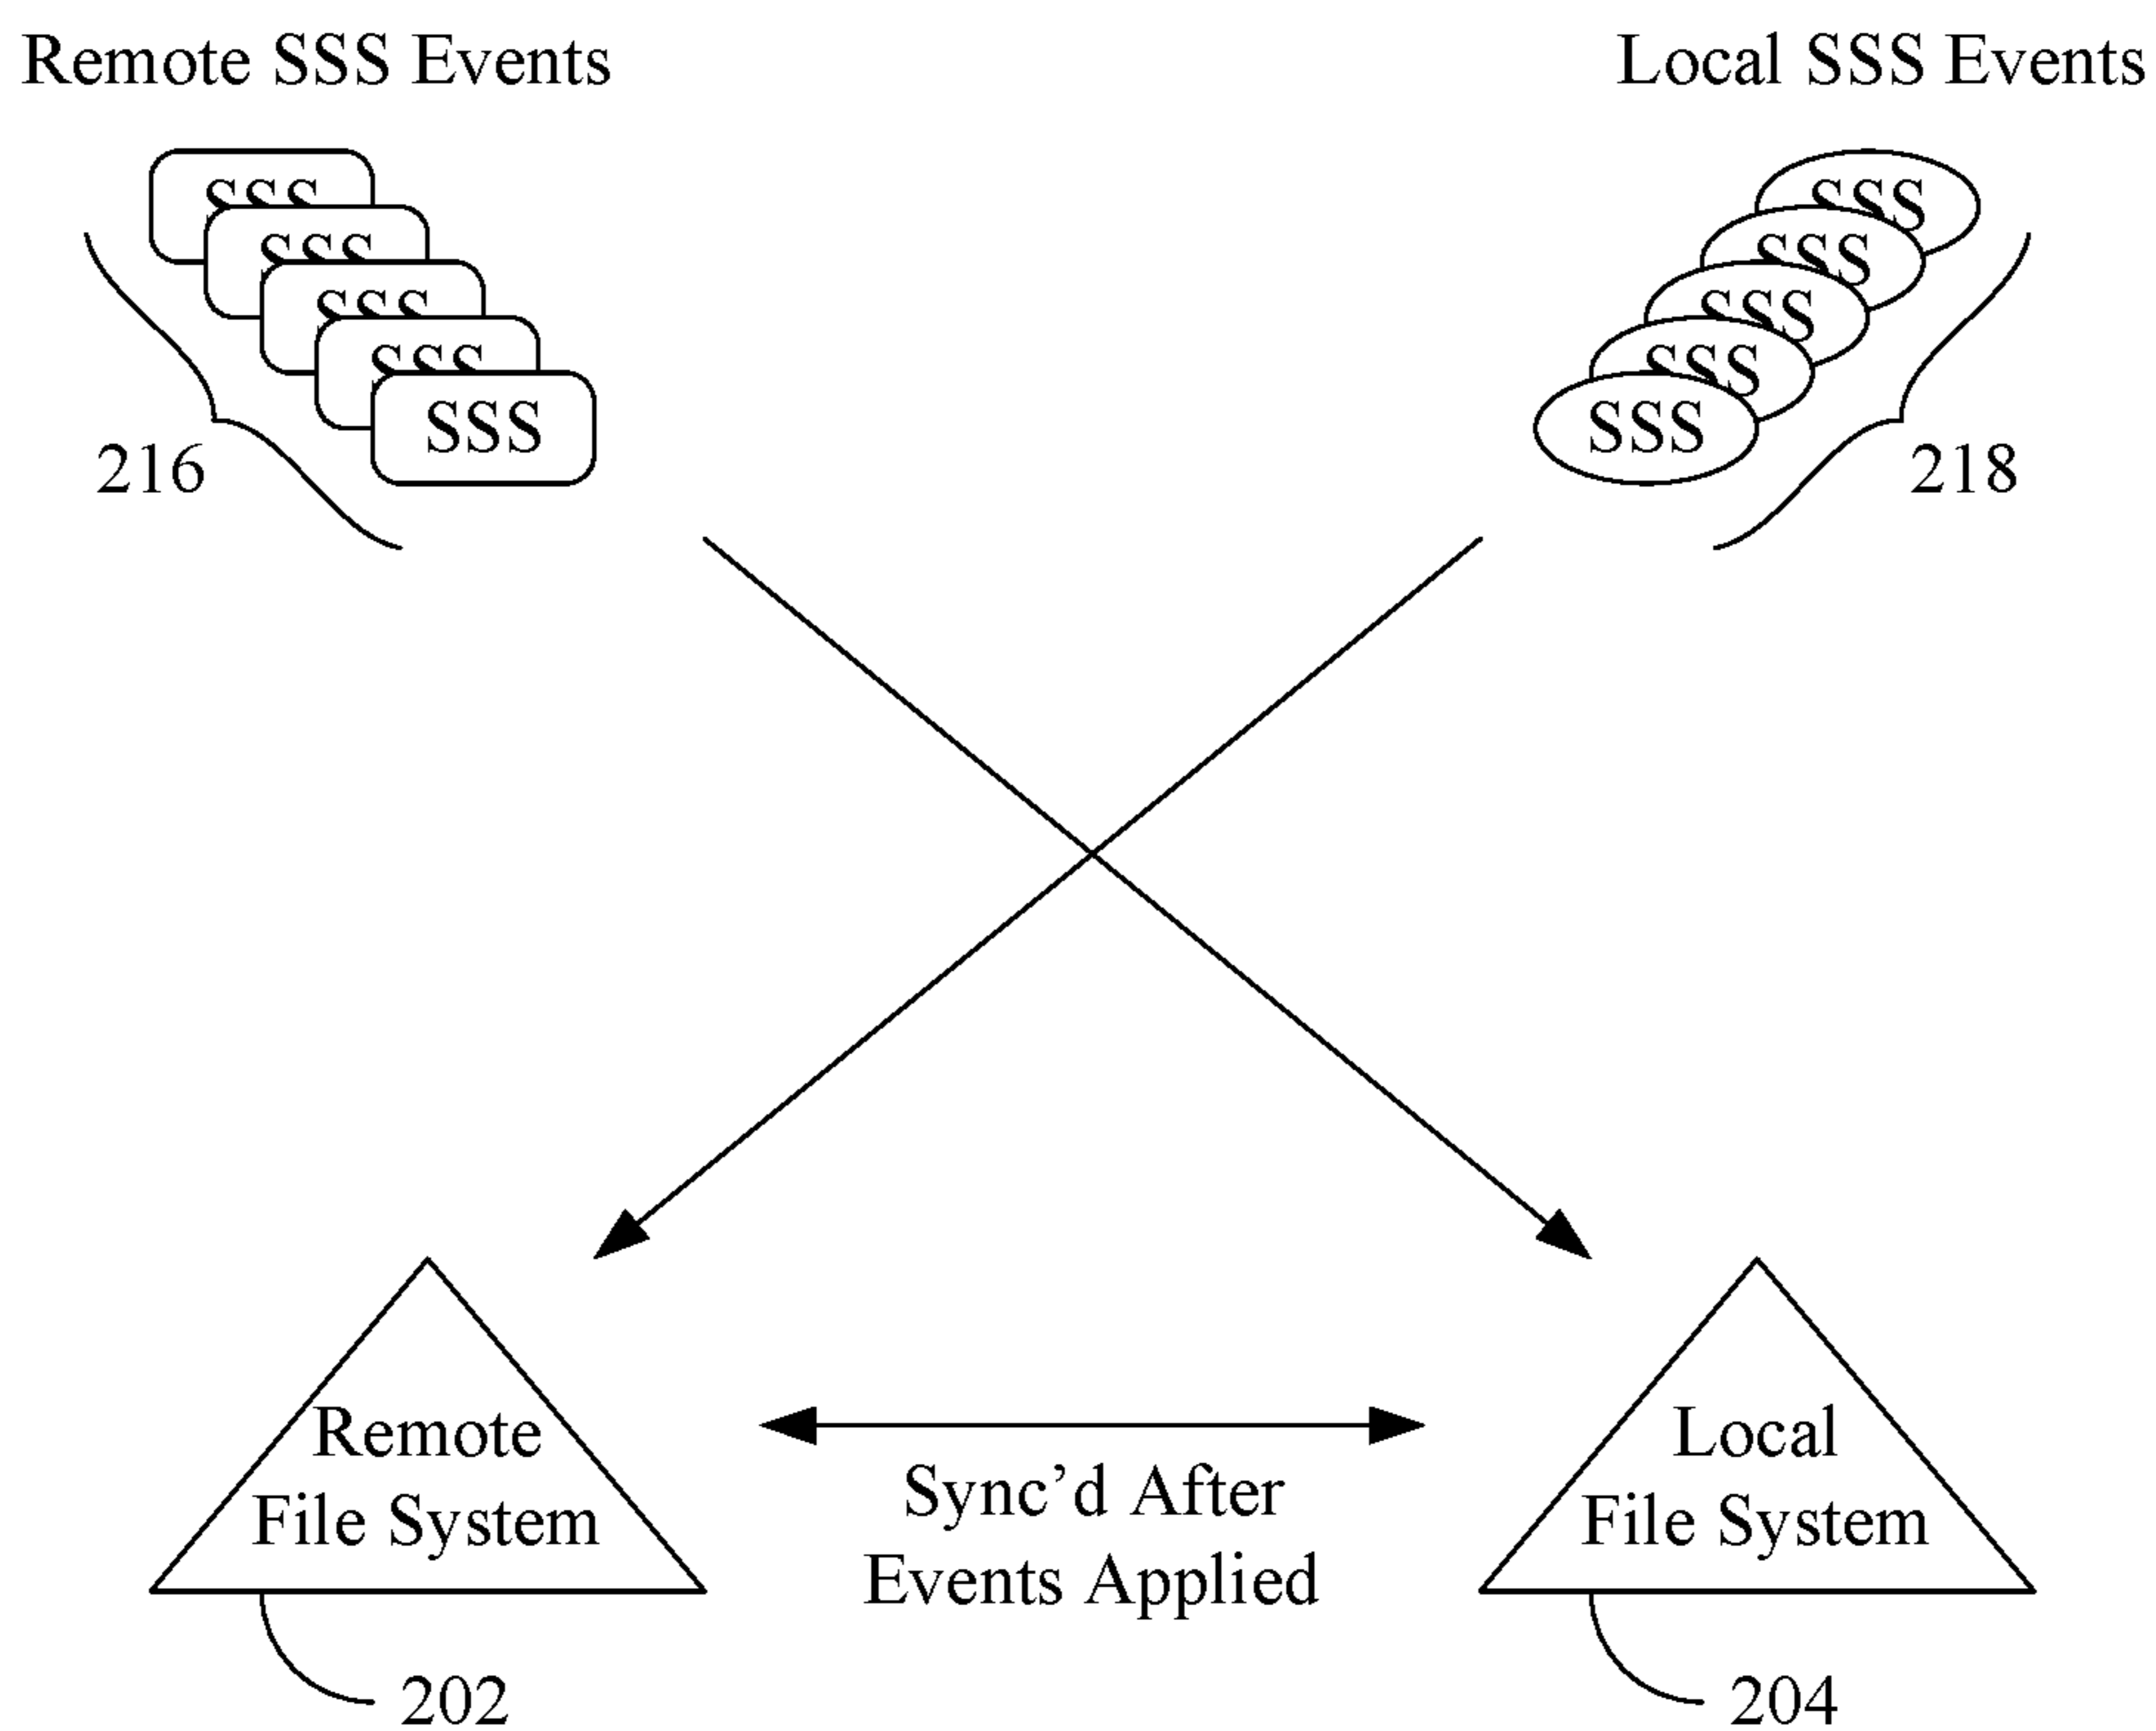 Remote SSS Events
Local SSS Events
SSS
SSS
SSS
SSS
SSS
SSS
SSS
SSS
SSS
SSS
216
218
Remote
File System
Sync’d After
Events Applied
Local
File System
202
204